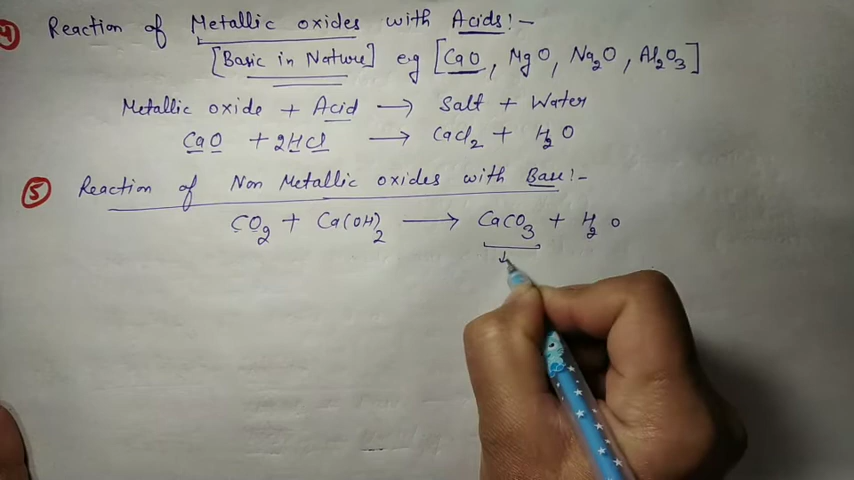 4 Reaction of Metallic oxides with Acids:-
[Basic in Nature] eg [CaO, MgO, Na₂O, Al₂O₃]
Metallic oxide + Acid → Salt + Water
CaO + 2HCl → CaCl₂ + H₂O
5 Reaction of Non Metallic oxides with Base:-
CO₂ + Ca(OH)₂ → CaCO₃ + H₂O